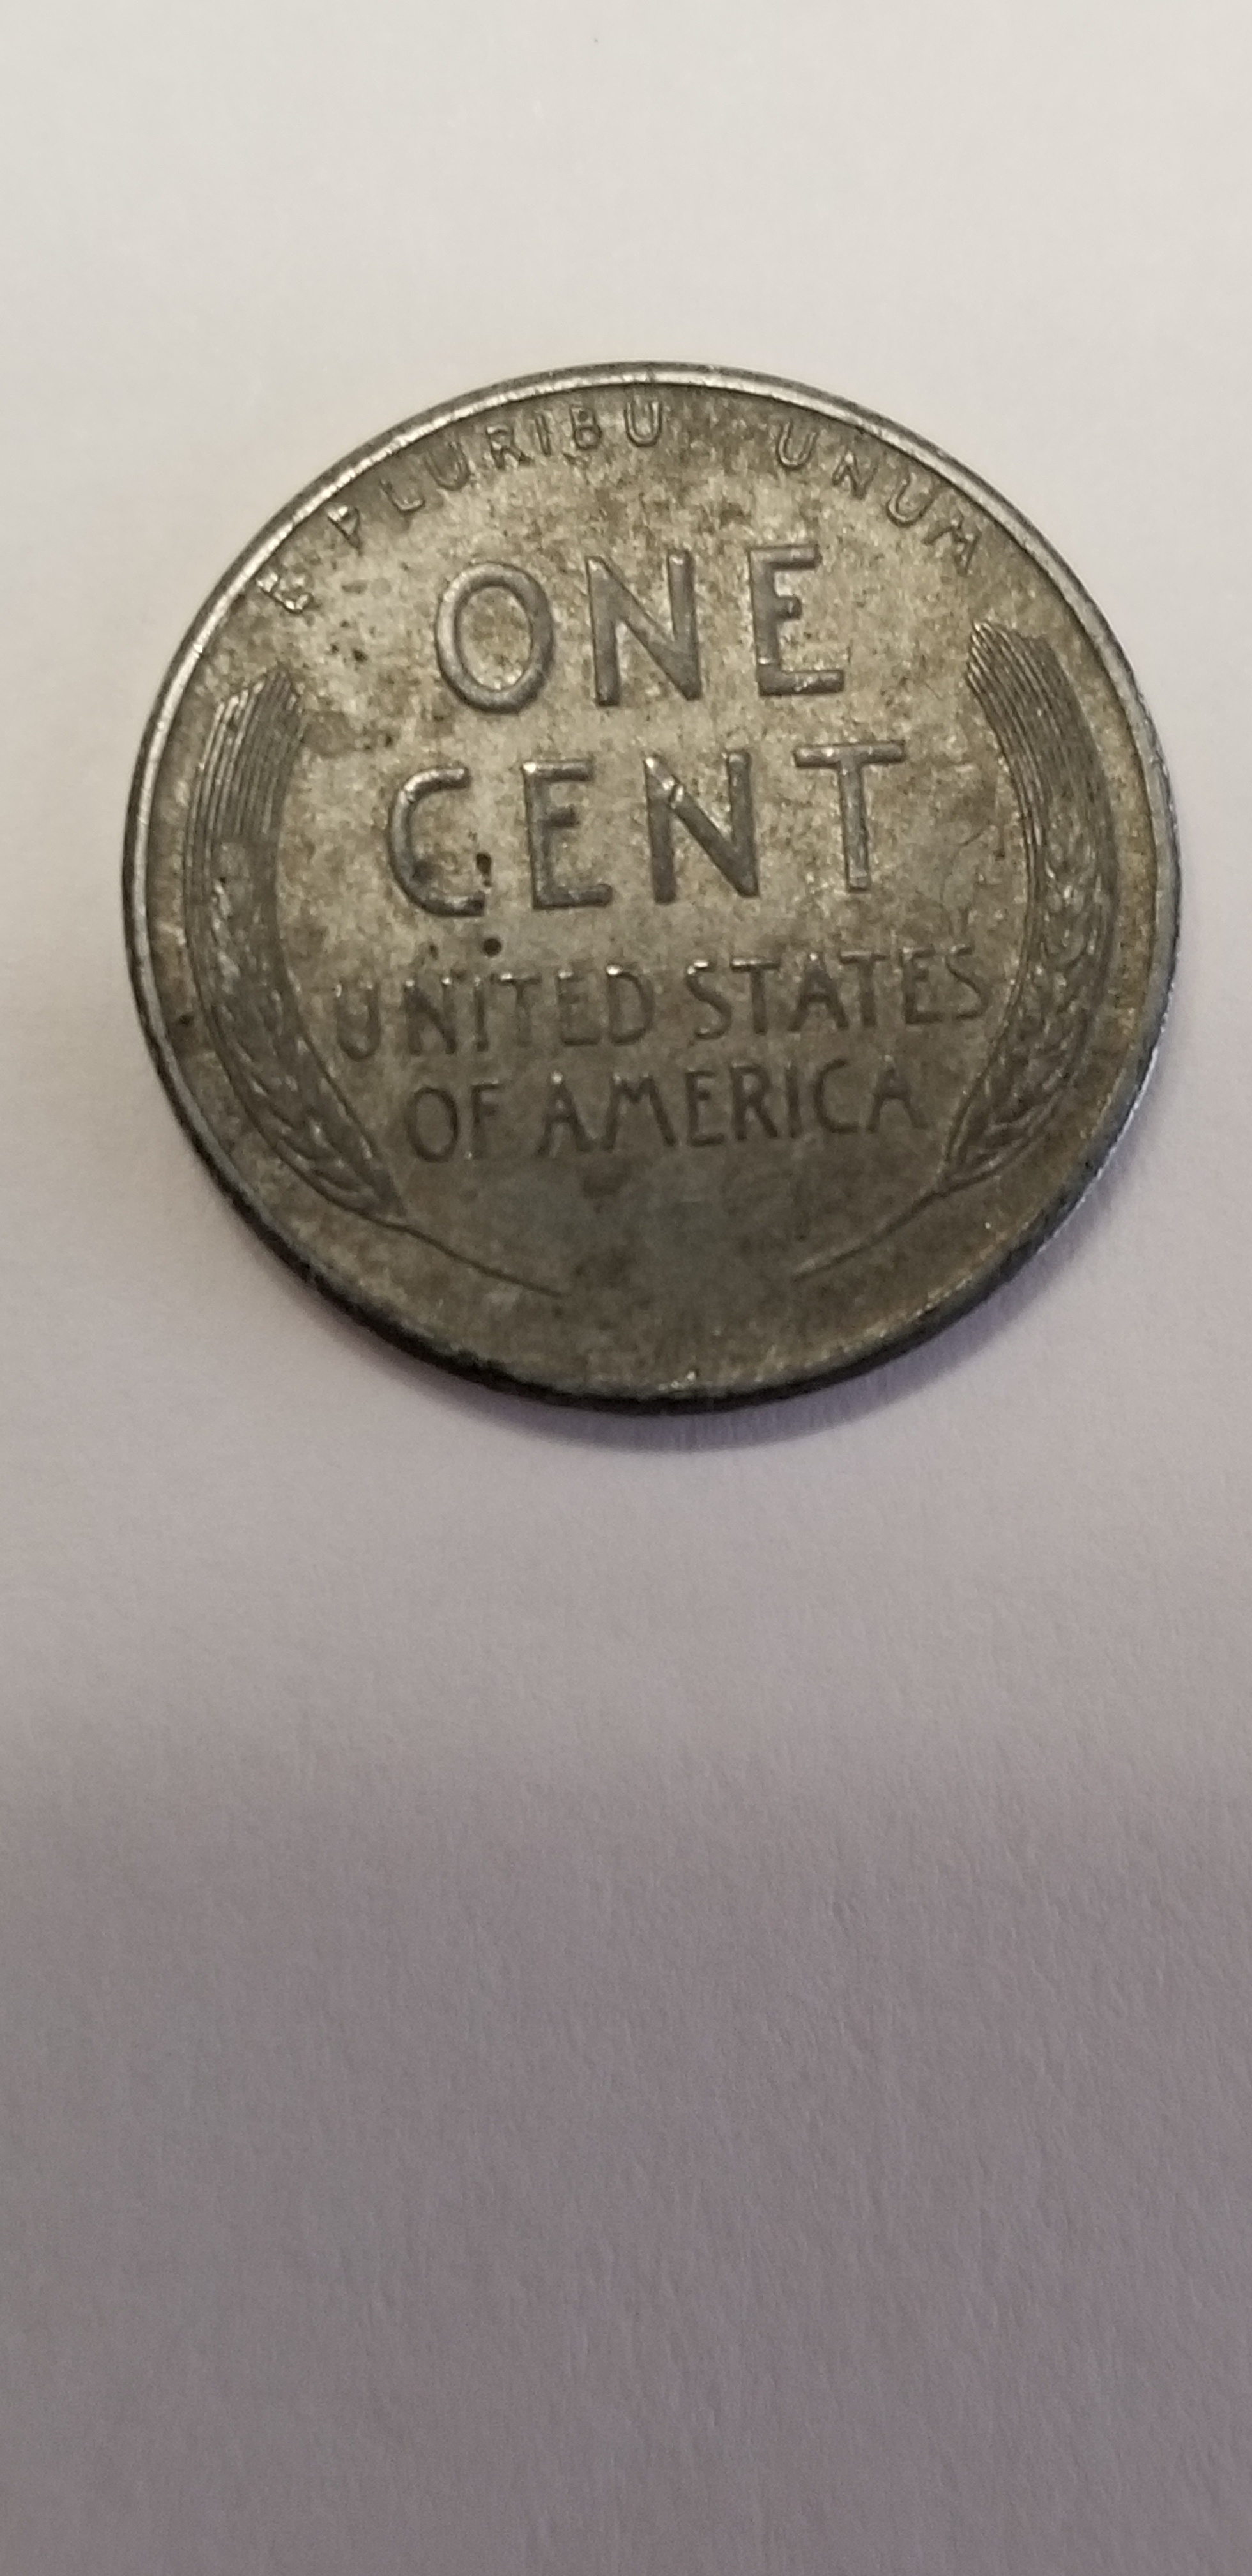 E PLURIBU UNUM
ONE
CENT
UNITED STATES
OF AMERICA